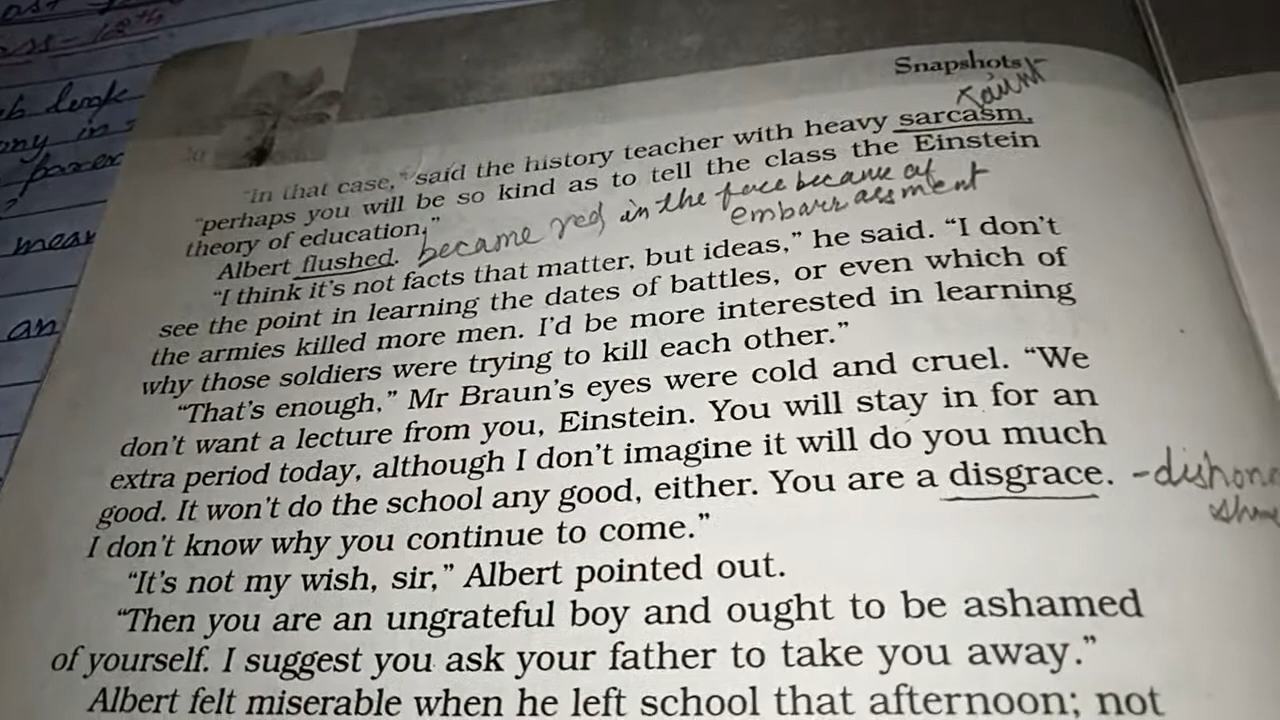 ss-10th
b
any in
mean
an
Snapshots
Taunt
"In that case," said the history teacher with heavy sarcasm,
"perhaps you will be so kind as to tell the class the Einstein
theory of education."
became red in the face became of
embarrassment
Albert flushed.
"I think it's not facts that matter, but ideas," he said. "I don't
see the point in learning the dates of battles, or even which of
the armies killed more men. I'd be more interested in learning
why those soldiers were trying to kill each other."
"That's enough," Mr Braun's eyes were cold and cruel. "We
don't want a lecture from you, Einstein. You will stay in for an
extra period today, although I don't imagine it will do you much
good. It won't do the school any good, either. You are a disgrace.
-dishono
sham
I don't know why you continue to come."
"It's not my wish, sir," Albert pointed out.
"Then you are an ungrateful boy and ought to be ashamed
of yourself. I suggest you ask your father to take you away."
Albert felt miserable when he left school that afternoon; not